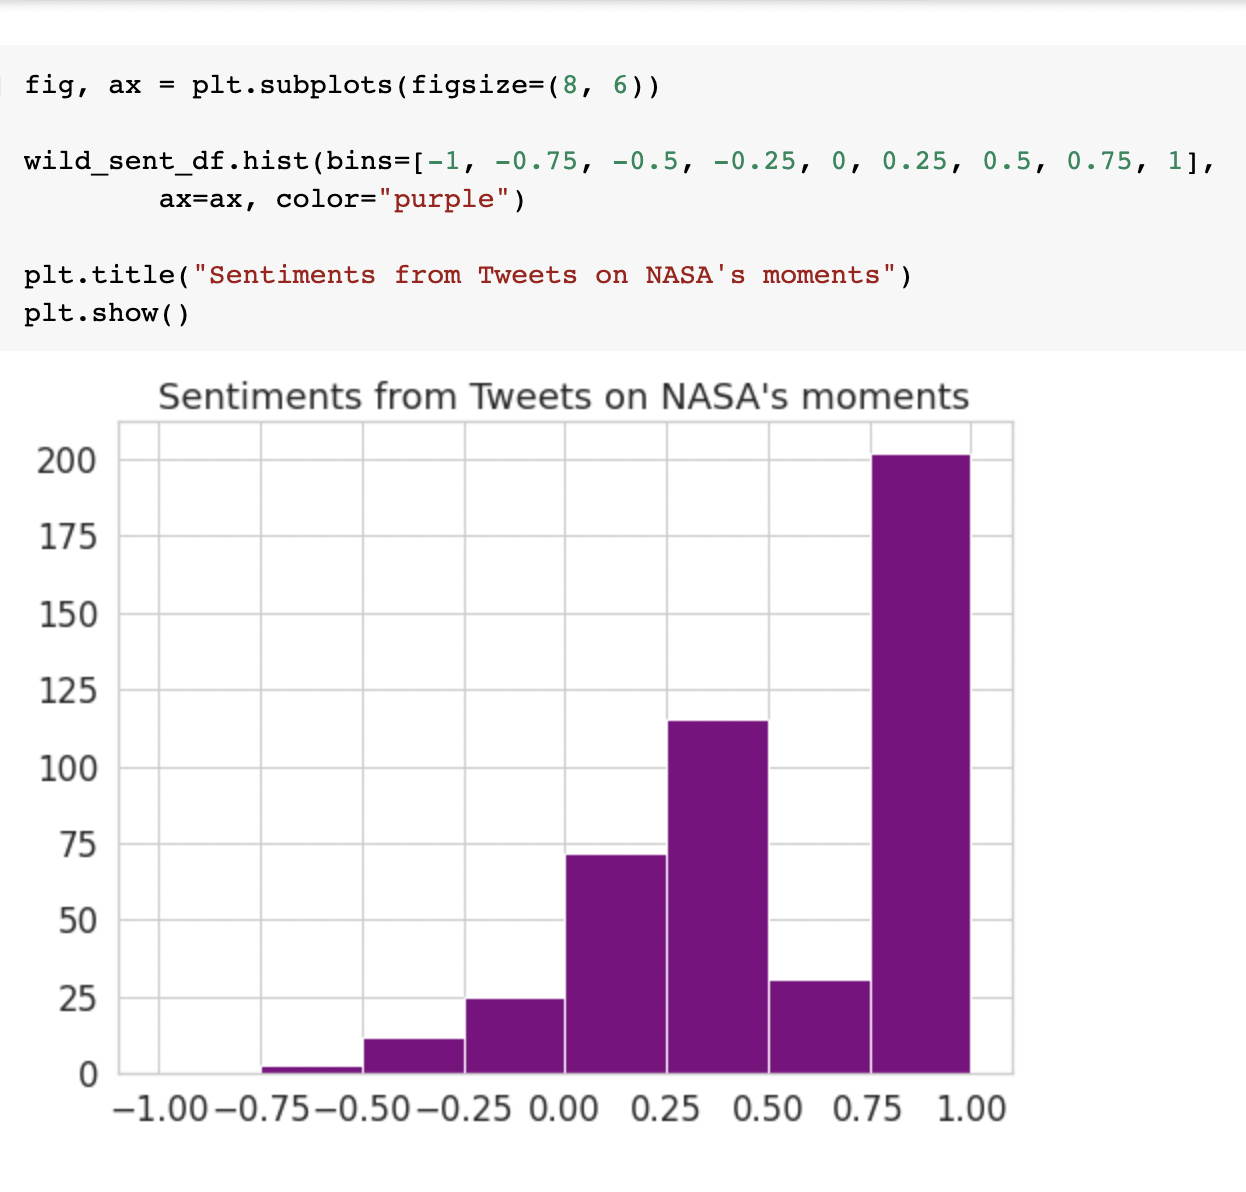 fig, ax = plt.subplots(figsize=(8, 6))
wild_sent_df.hist(bins=[-1, -0.75, -0.5, -0.25, 0, 0.25, 0.5, 0.75, 1],
ax=ax, color="purple")
plt.title("Sentiments from Tweets on NASA's moments")
plt.show()
Sentiments from Tweets on NASA's moments
200
175
150
125
100
75
50
25
0
−1.00 −0.75 −0.50 −0.25 0.00 0.25 0.50 0.75 1.00